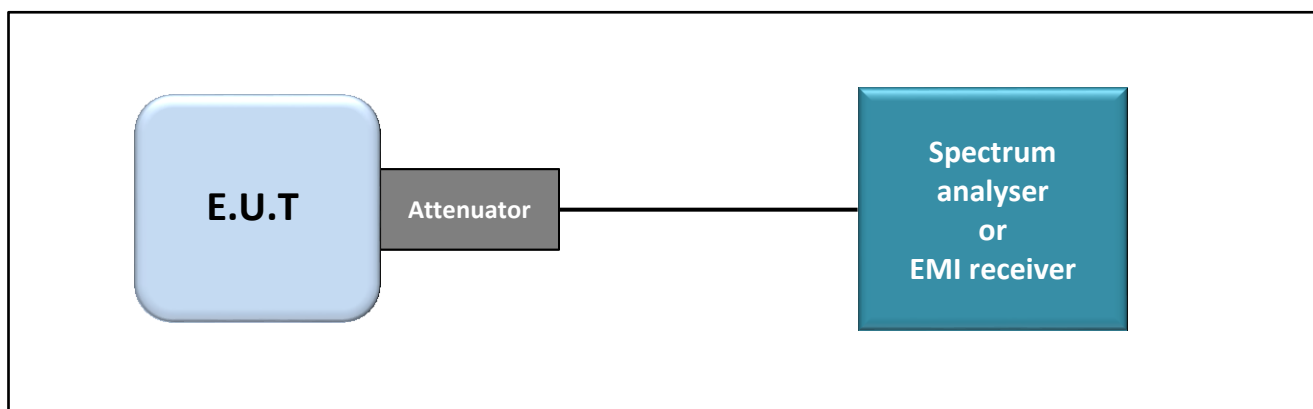 E.U.T
Attenuator
Spectrum
analyser
or
EMI receiver